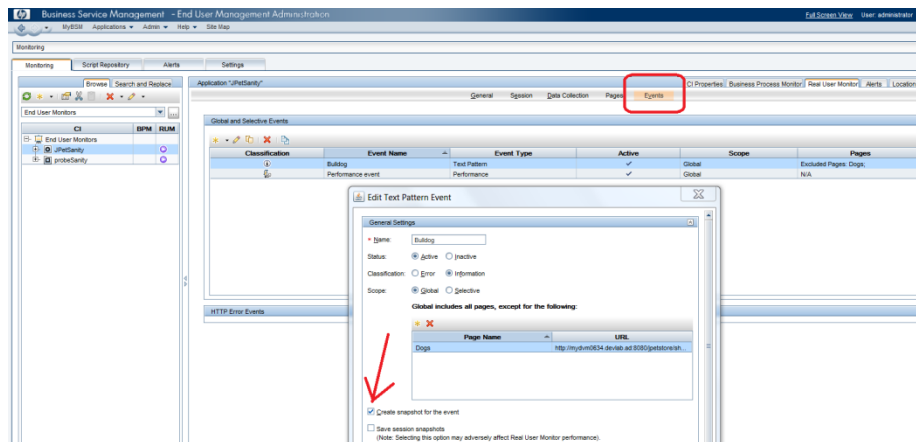 Business Service Management - End User Management Administration
Full Screen View User: administrator
MyBSM Applications Admin Help Site Map
Monitoring
Monitoring Script Repository Alerts Settings
Browse Search and Replace
Application "JPetSanity"
CI Properties Business Process Monitor Real User Monitor Alerts Location
General Session Data Collection Pages Events
End User Monitors
CI BPM RUM
End User Monitors
JPetSanity
probeSanity
Global and Selective Events
Classification Event Name Event Type Active Scope Pages
Bulldog Text Pattern Global Excluded Pages: Dogs;
Performance event Performance Global N/A
HTTP Error Events
Edit Text Pattern Event
General Settings
* Name: Bulldog
Status: Active Inactive
Classification: Error Information
Scope: Global Selective
Global includes all pages, except for the following:
Page Name URL
Dogs http://mydvm0634.devlab.ad:8080/jpetstore/sh...
Create snapshot for the event
Save session snapshots
(Note: Selecting this option may adversely affect Real User Monitor performance).